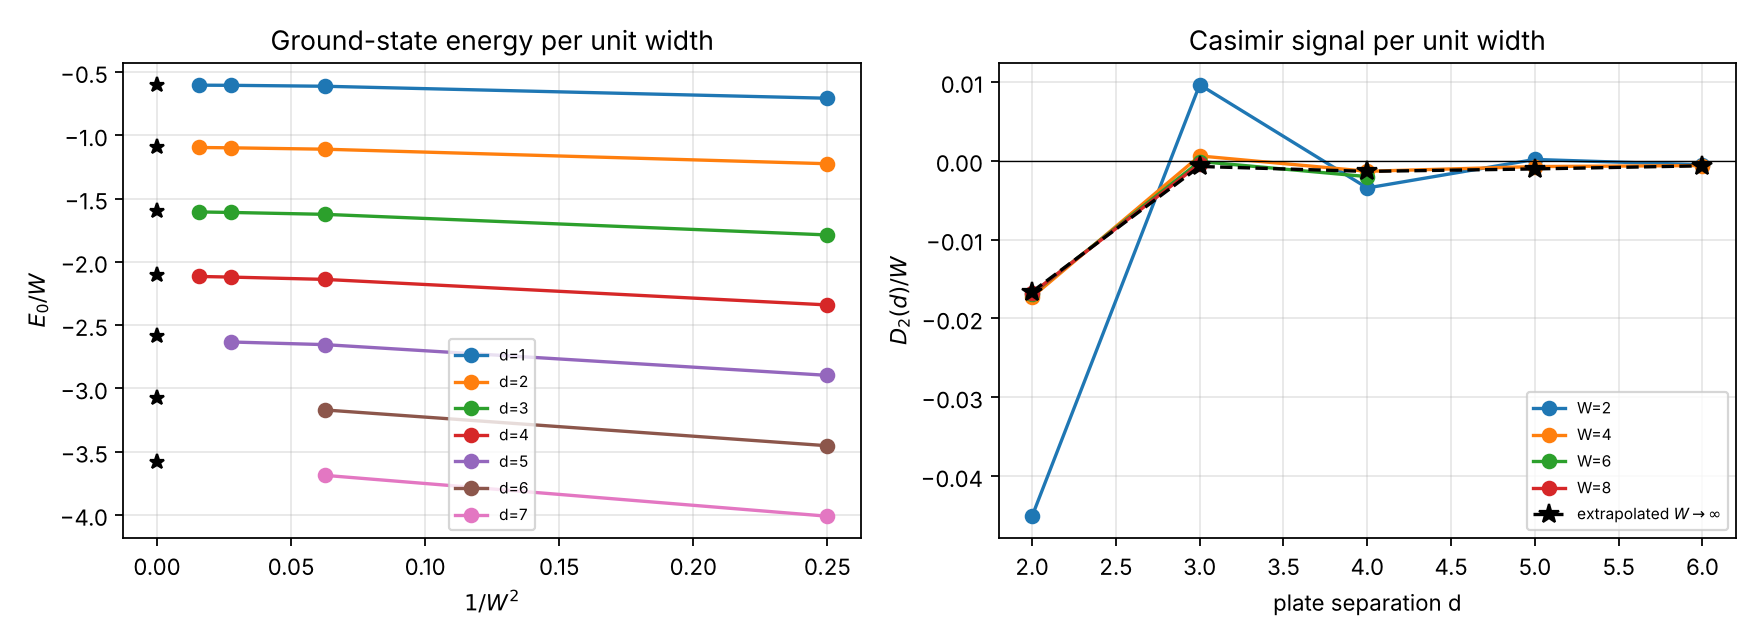 Ground-state energy per unit width
−0.5
−1.0
−1.5
−2.0
−2.5
−3.0
−3.5
−4.0
E₀/W
d=1
d=2
d=3
d=4
d=5
d=6
d=7
0.00 0.05 0.10 0.15 0.20 0.25
1/W²
Casimir signal per unit width
0.01
0.00
−0.01
−0.02
−0.03
−0.04
D₂(d)/W
W=2
W=4
W=6
W=8
extrapolated W → ∞
2.0 2.5 3.0 3.5 4.0 4.5 5.0 5.5 6.0
plate separation d